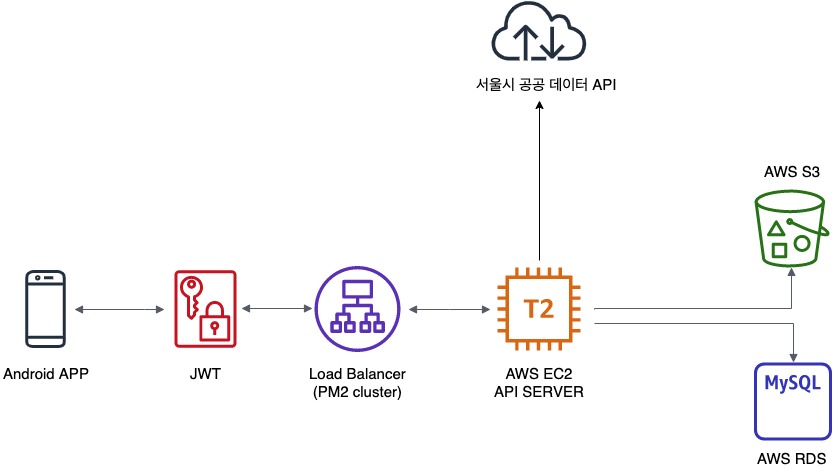 서울시 공공 데이터 API
AWS S3
T2
Android APP
JWT
Load Balancer
(PM2 cluster)
AWS EC2
API SERVER
MySQL
AWS RDS